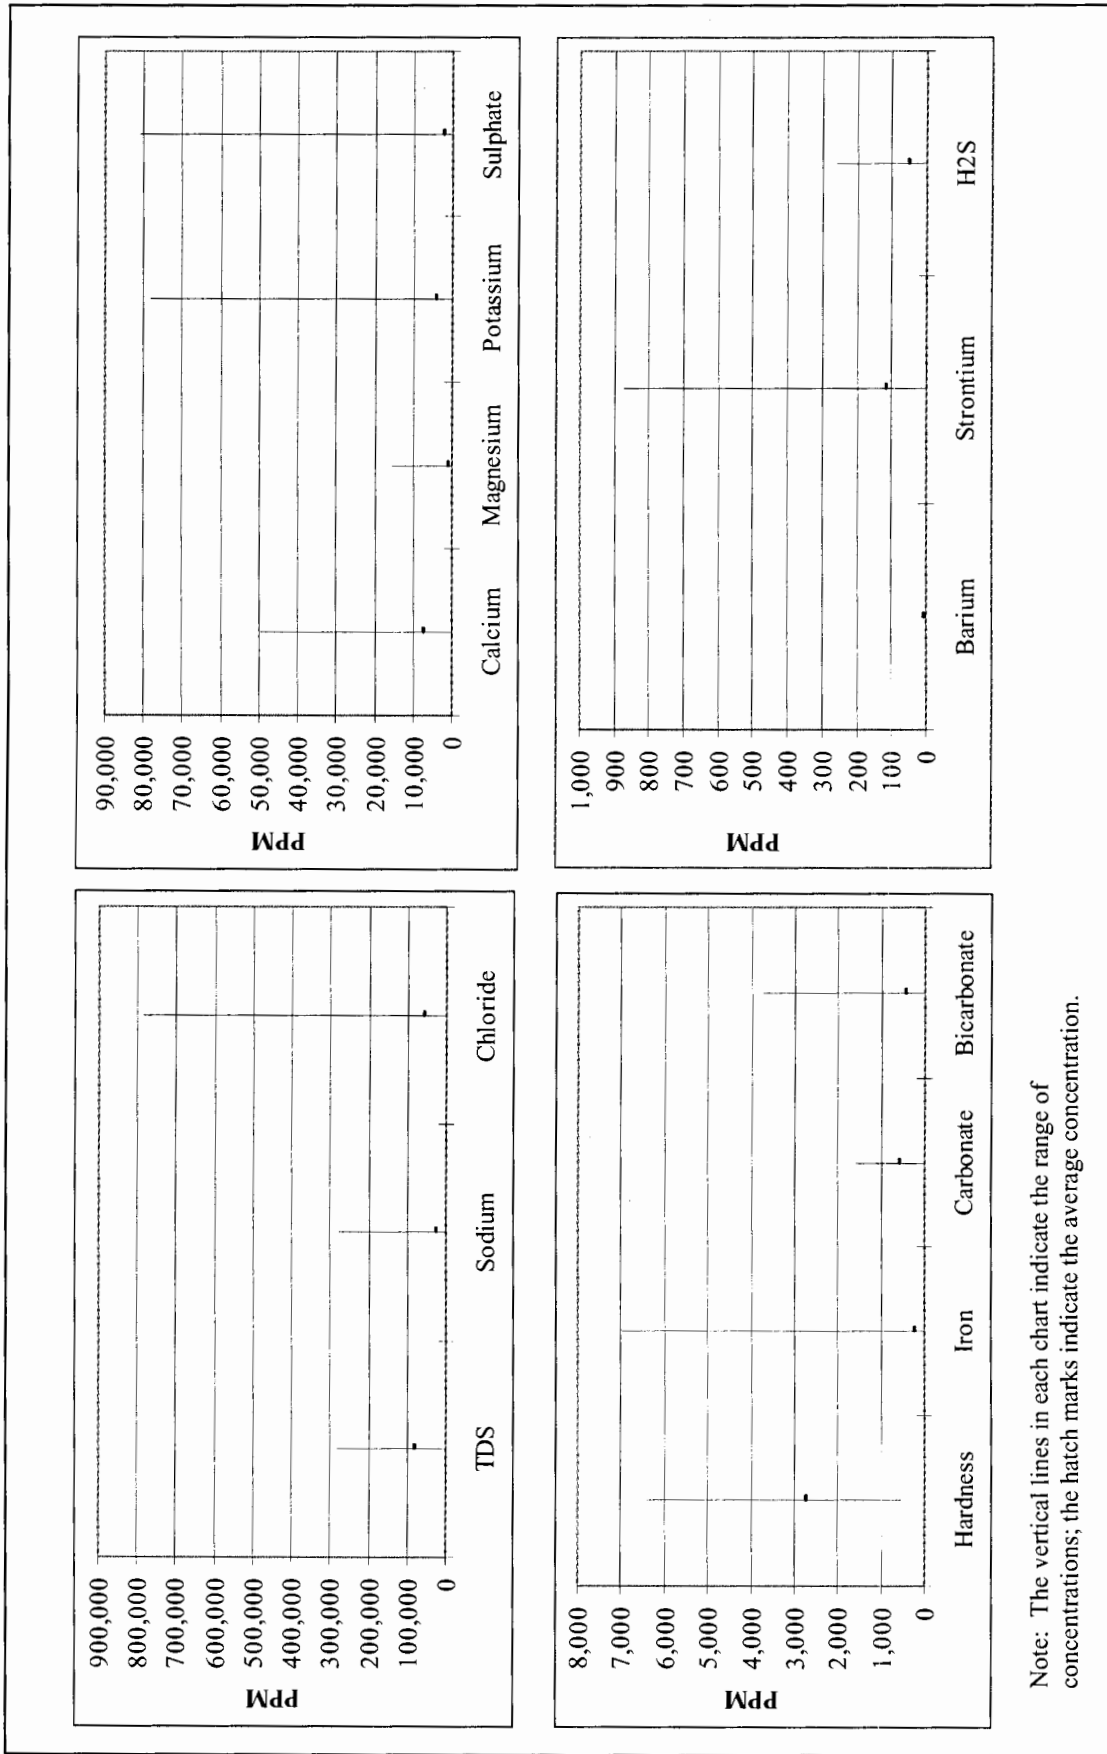 900,000
800,000
700,000
600,000
500,000
400,000
300,000
200,000
100,000
0
PPM
TDS
Sodium
Chloride
90,000
80,000
70,000
60,000
50,000
40,000
30,000
20,000
10,000
0
PPM
Calcium
Magnesium
Potassium
Sulphate
8,000
7,000
6,000
5,000
4,000
3,000
2,000
1,000
0
PPM
Hardness
Iron
Carbonate
Bicarbonate
1,000
900
800
700
600
500
400
300
200
100
0
PPM
Barium
Strontium
H2S
Note: The vertical lines in each chart indicate the range of
concentrations; the hatch marks indicate the average concentration.